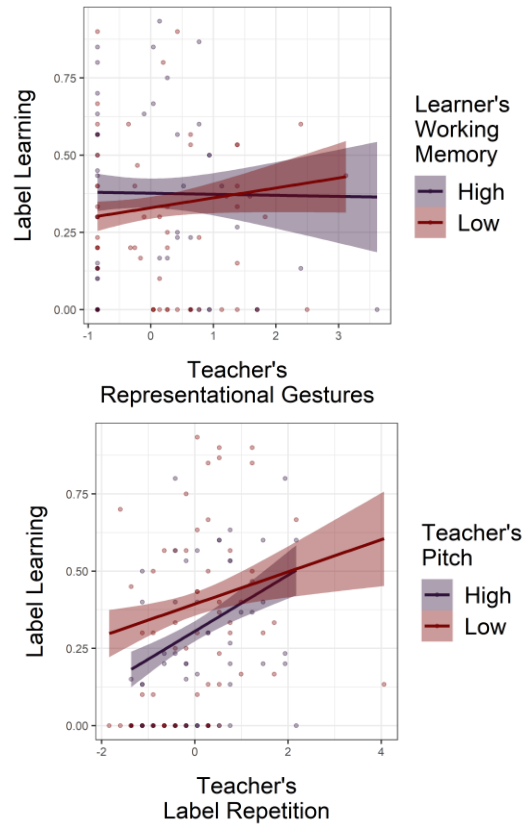 0.75
0.50
0.25
0.00
Label Learning
-1
0
1
2
3
Teacher's
Representational Gestures
Learner's
Working
Memory
High
Low
0.75
0.50
0.25
0.00
Label Learning
-2
0
2
4
Teacher's
Label Repetition
Teacher's
Pitch
High
Low